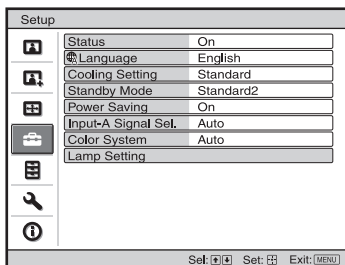 Setup
Status On
Language English
Cooling Setting Standard
Standby Mode Standard2
Power Saving On
Input-A Signal Sel. Auto
Color System Auto
Lamp Setting
Sel: Set: Exit: MENU